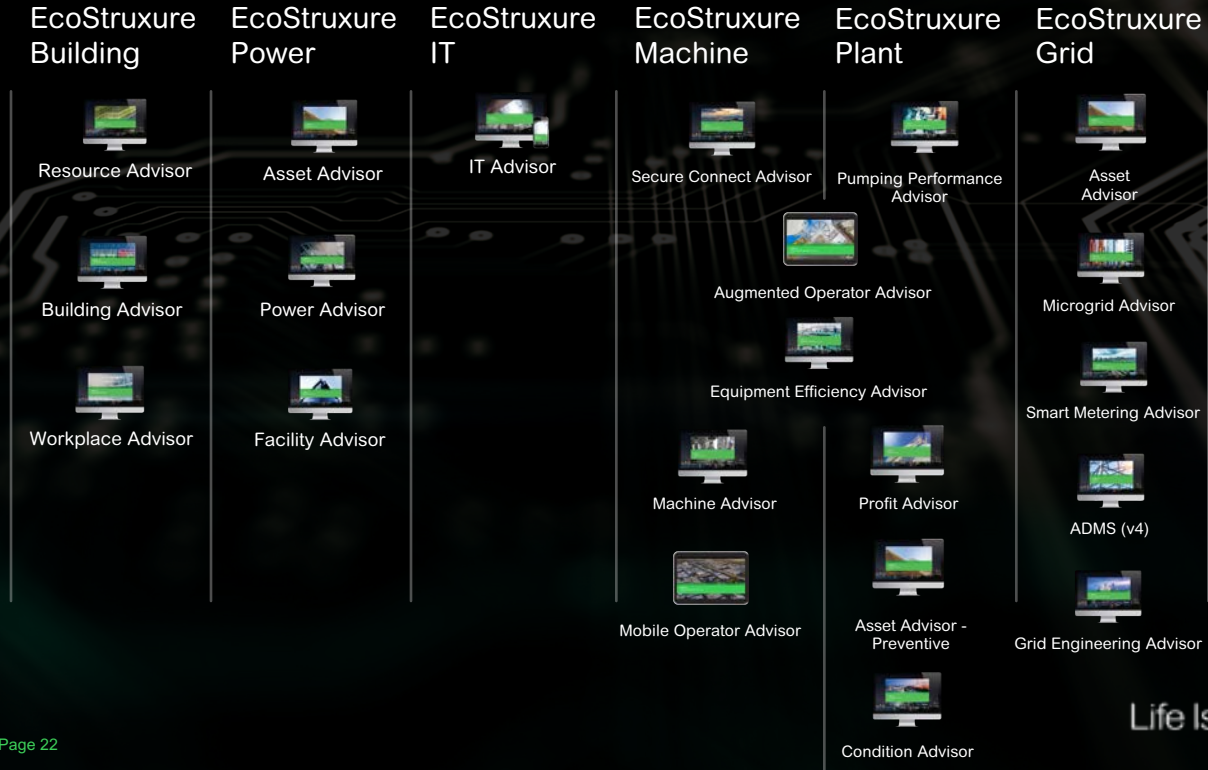 EcoStruxure
Building
EcoStruxure
Power
EcoStruxure
IT
EcoStruxure
Machine
EcoStruxure
Plant
EcoStruxure
Grid
Resource Advisor
Building Advisor
Workplace Advisor
Asset Advisor
Power Advisor
Facility Advisor
IT Advisor
Secure Connect Advisor
Pumping Performance
Advisor
Augmented Operator Advisor
Equipment Efficiency Advisor
Machine Advisor
Mobile Operator Advisor
Profit Advisor
Asset Advisor -
Preventive
Condition Advisor
Asset
Advisor
Microgrid Advisor
Smart Metering Advisor
ADMS (v4)
Grid Engineering Advisor
Life Is
Page 22